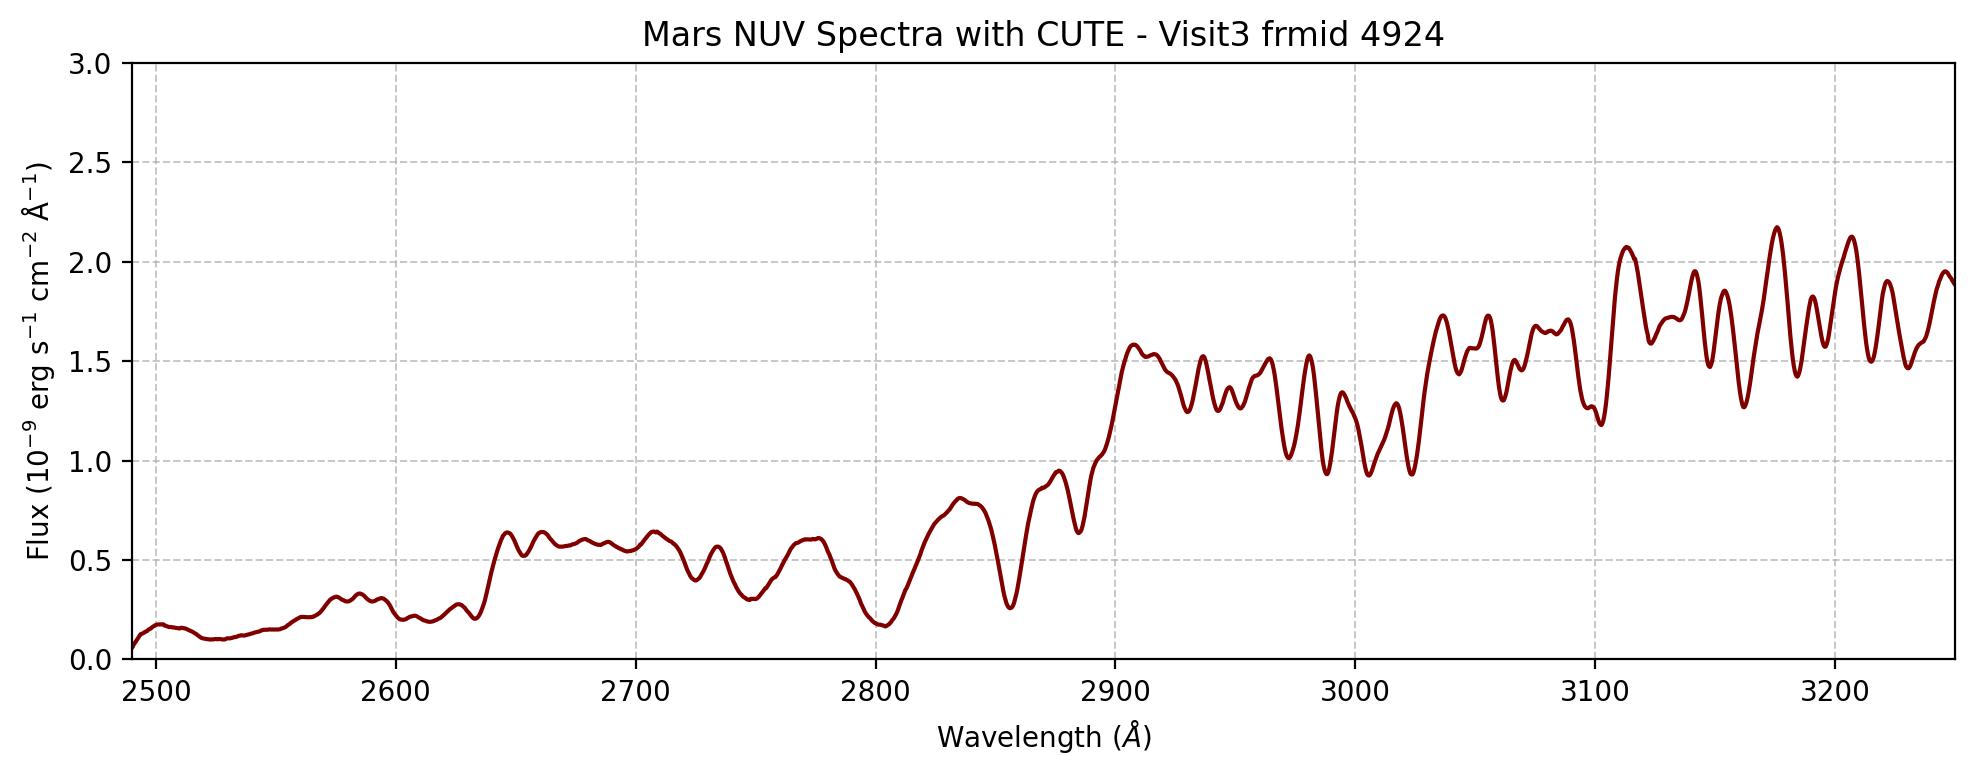 Mars NUV Spectra with CUTE - Visit3 frmid 4924
Flux (10⁻⁹ erg s⁻¹ cm⁻² Å⁻¹)
3.0
2.5
2.0
1.5
1.0
0.5
0.0
2500 2600 2700 2800 2900 3000 3100 3200
Wavelength (Å)